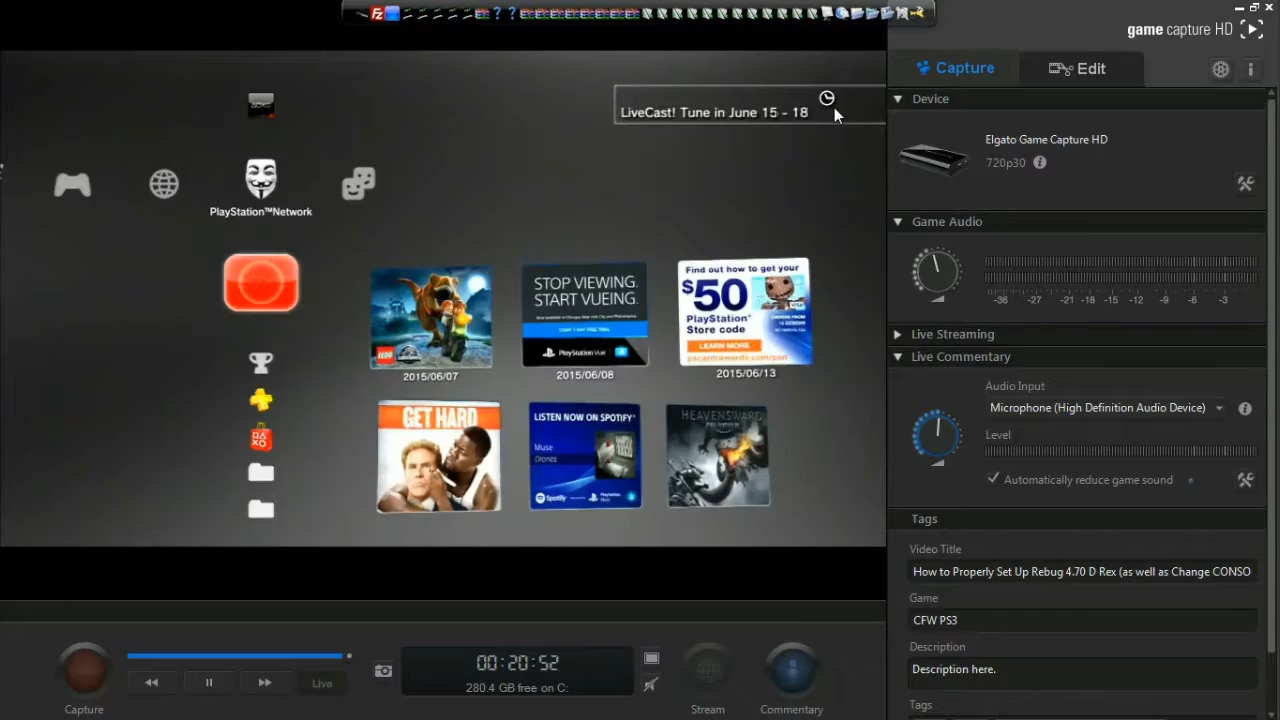 game capture HD
Capture
Edit
LiveCast! Tune in June 15 - 18
Device
Elgato Game Capture HD
720p30
PlayStation™Network
Game Audio
-36 -27 -21 -18 -15 -12 -9 -6 -3
STOP VIEWING.
START VUEING.
PlayStation Vue
Find out how to get your
$50
PlayStation
Store code
LEARN MORE
LEGO
2015/06/07
2015/06/08
2015/06/13
Live Streaming
Live Commentary
Audio Input
Microphone (High Definition Audio Device)
Level
Automatically reduce game sound
GET HARD
LISTEN NOW ON SPOTIFY
Muse
Drones
Spotify
HEAVENSWARD
Tags
Video Title
How to Properly Set Up Rebug 4.70 D Rex (as well as Change CONSO
Game
CFW PS3
Description
Description here.
Tags
00:20:52
280.4 GB free on C:
Live
Capture
Stream
Commentary